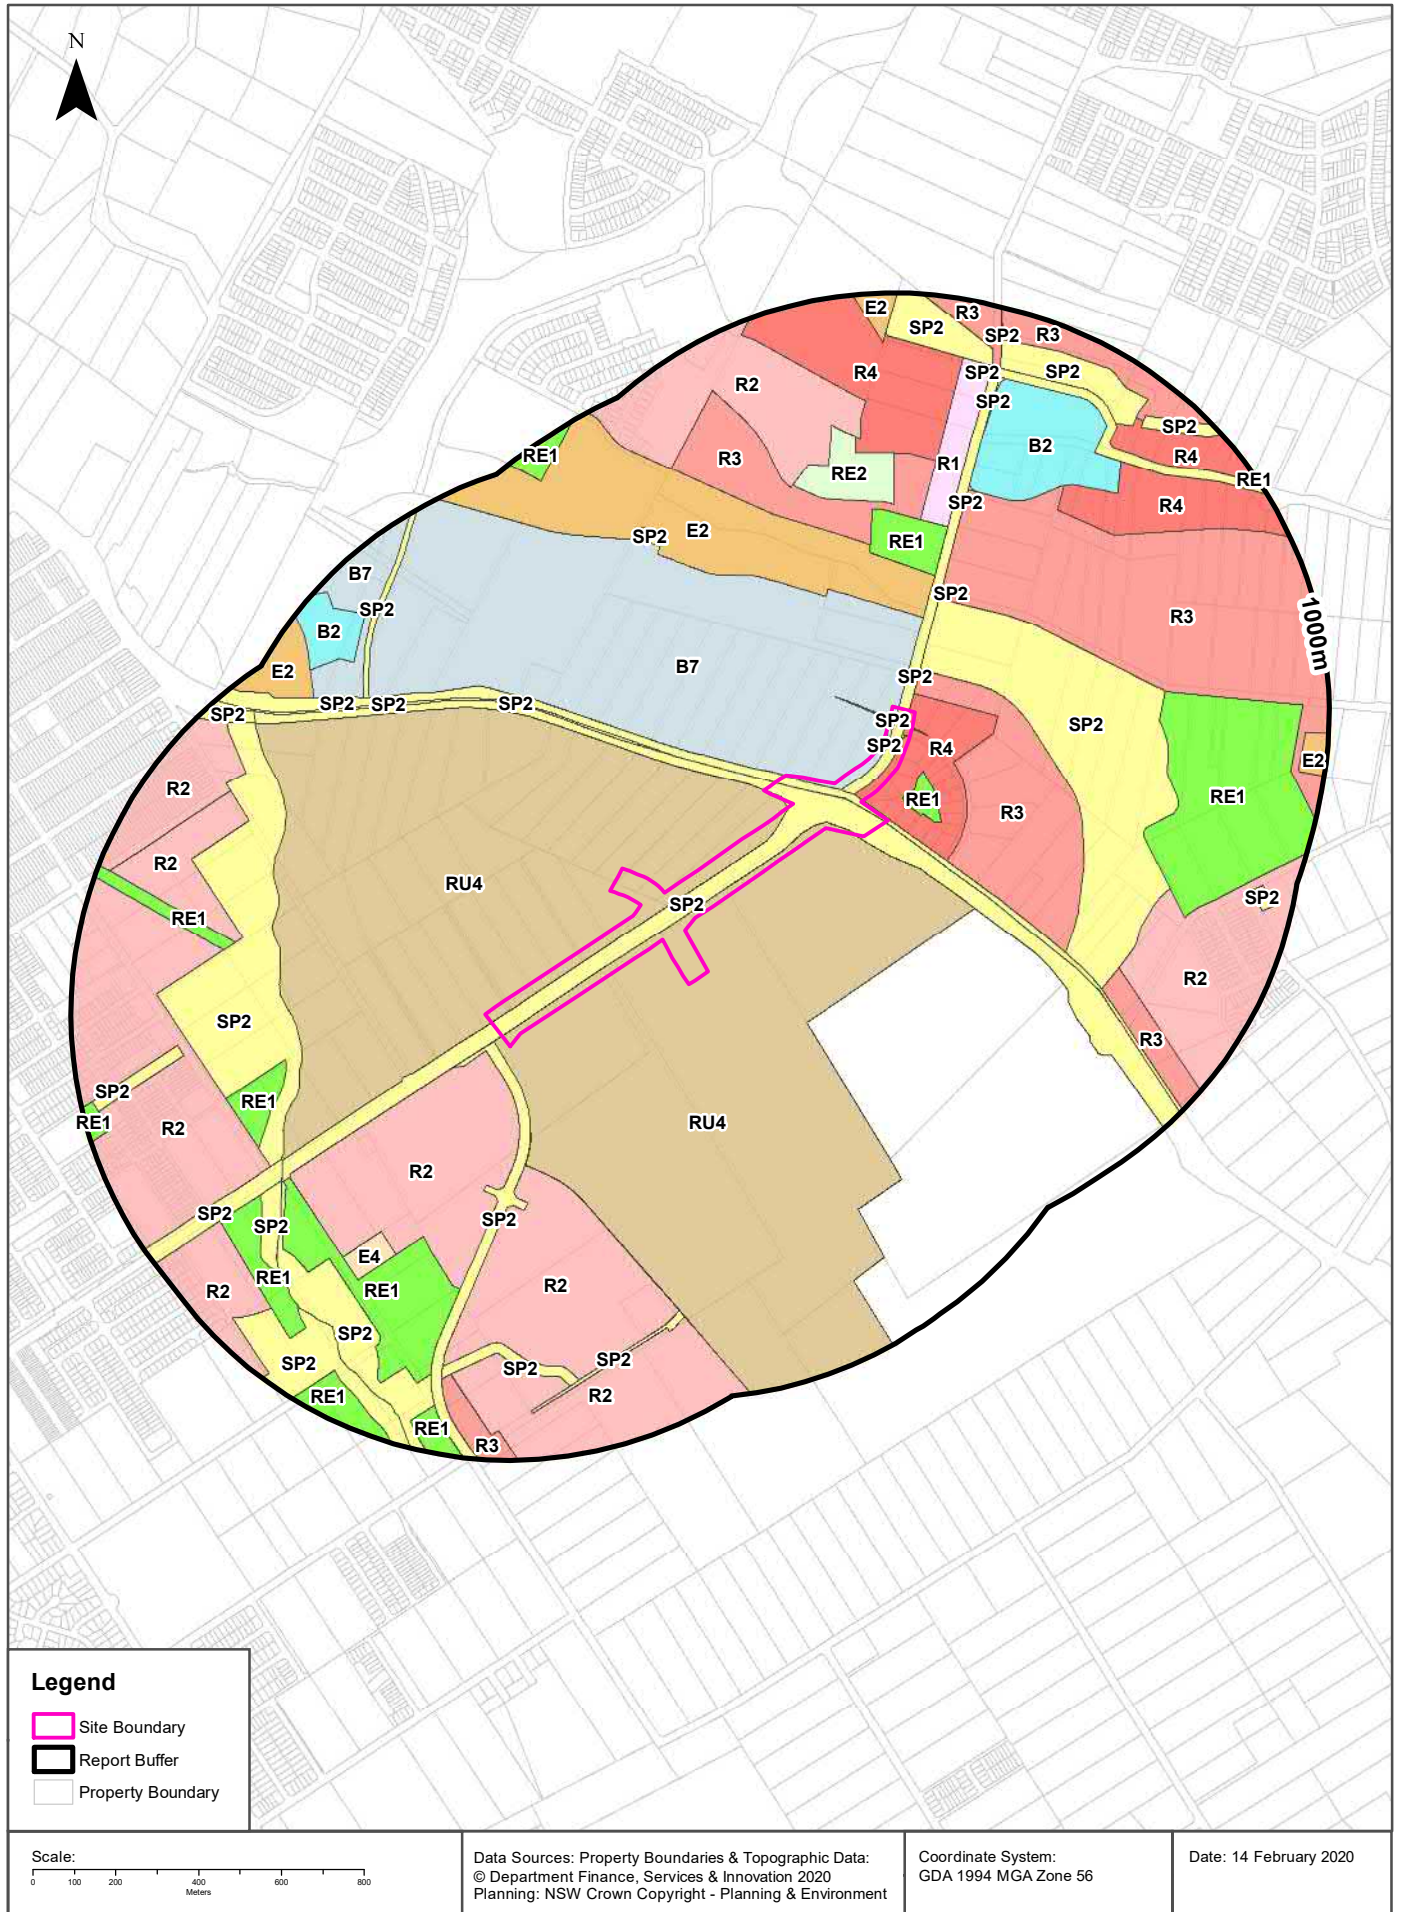 N
E2
R3
SP2
SP2
R3
R4
SP2
SP2
R2
SP2
SP2
B2
RE1
R3
RE2
R1
R4
RE1
R4
SP2
SP2
E2
RE1
B7
SP2
SP2
R3
1000m
B2
B7
E2
SP2
SP2
SP2
SP2
SP2
SP2
SP2
SP2
R4
E2
R2
RE1
RE1
R3
R2
RU4
SP2
SP2
RE1
R2
SP2
R3
SP2
RE1
RE1
R2
RU4
R2
SP2
SP2
SP2
E4
RE1
R2
RE1
R2
SP2
SP2
SP2
SP2
RE1
R2
RE1
R3
Legend
Site Boundary
Report Buffer
Property Boundary
Scale:
0 100 200 400 600 800
Meters
Data Sources: Property Boundaries & Topographic Data:
© Department Finance, Services & Innovation 2020
Planning: NSW Crown Copyright - Planning & Environment
Coordinate System:
GDA 1994 MGA Zone 56
Date: 14 February 2020